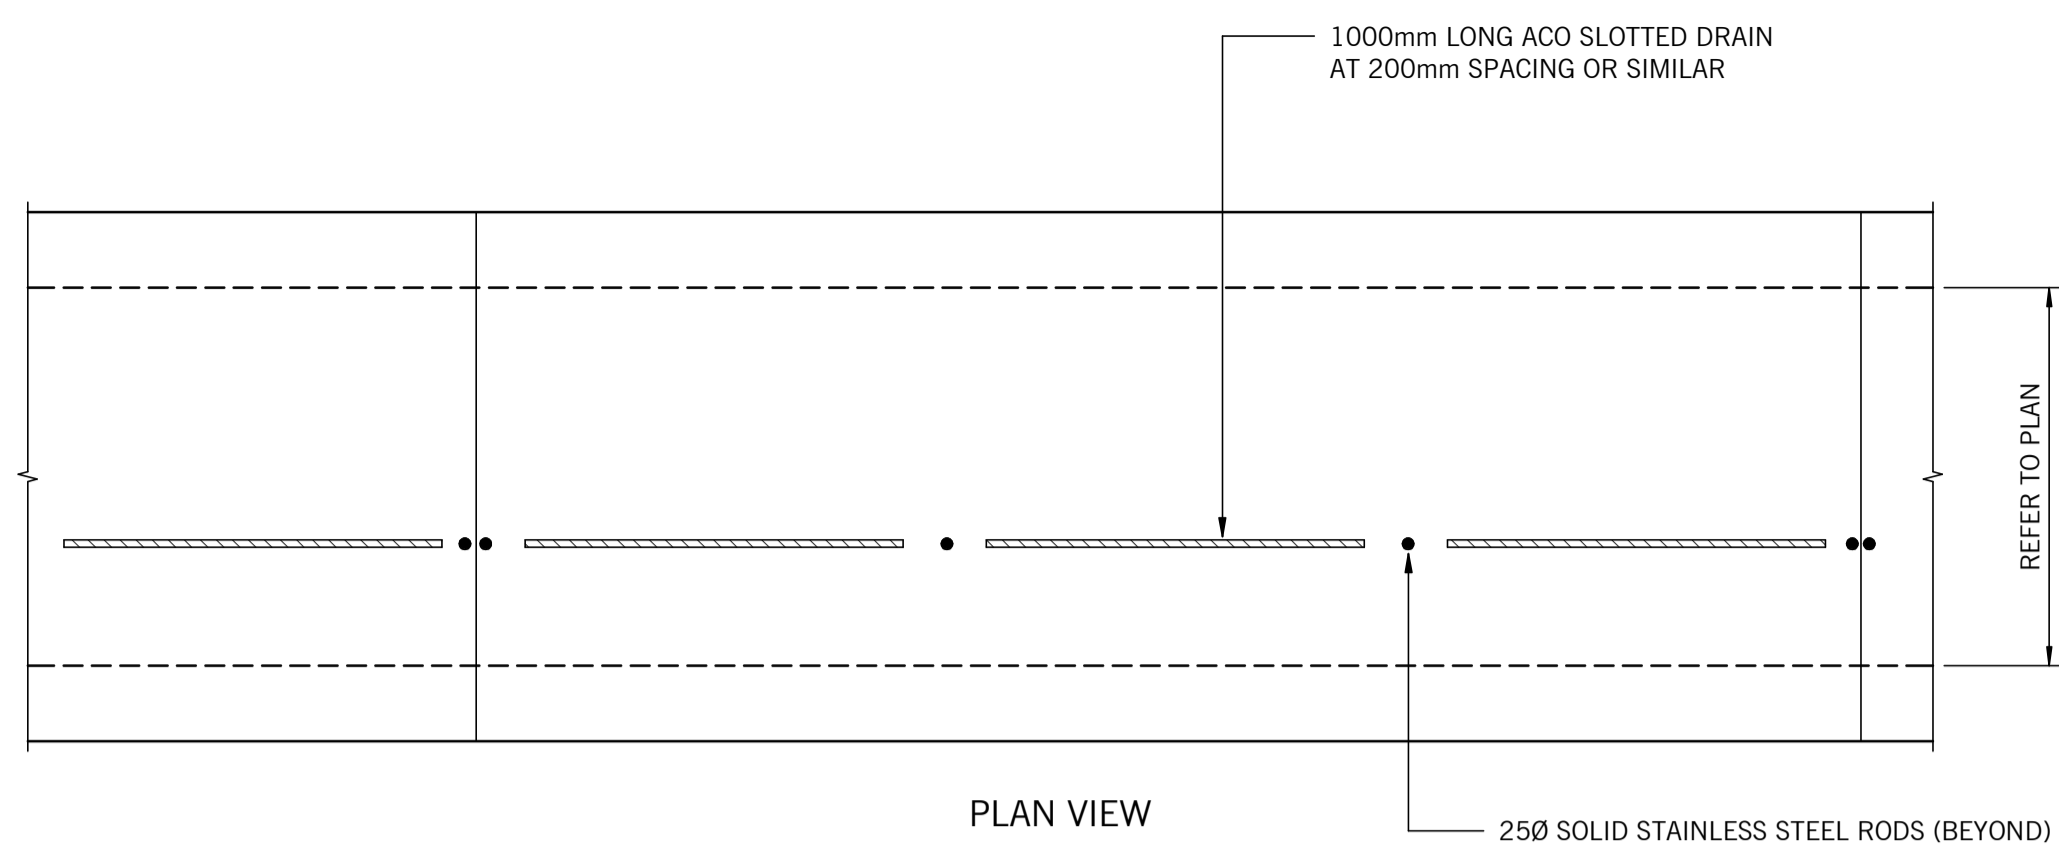 1000mm LONG ACO SLOTTED DRAIN
AT 200mm SPACING OR SIMILAR
REFER TO PLAN
PLAN VIEW
25Ø SOLID STAINLESS STEEL RODS (BEYOND)